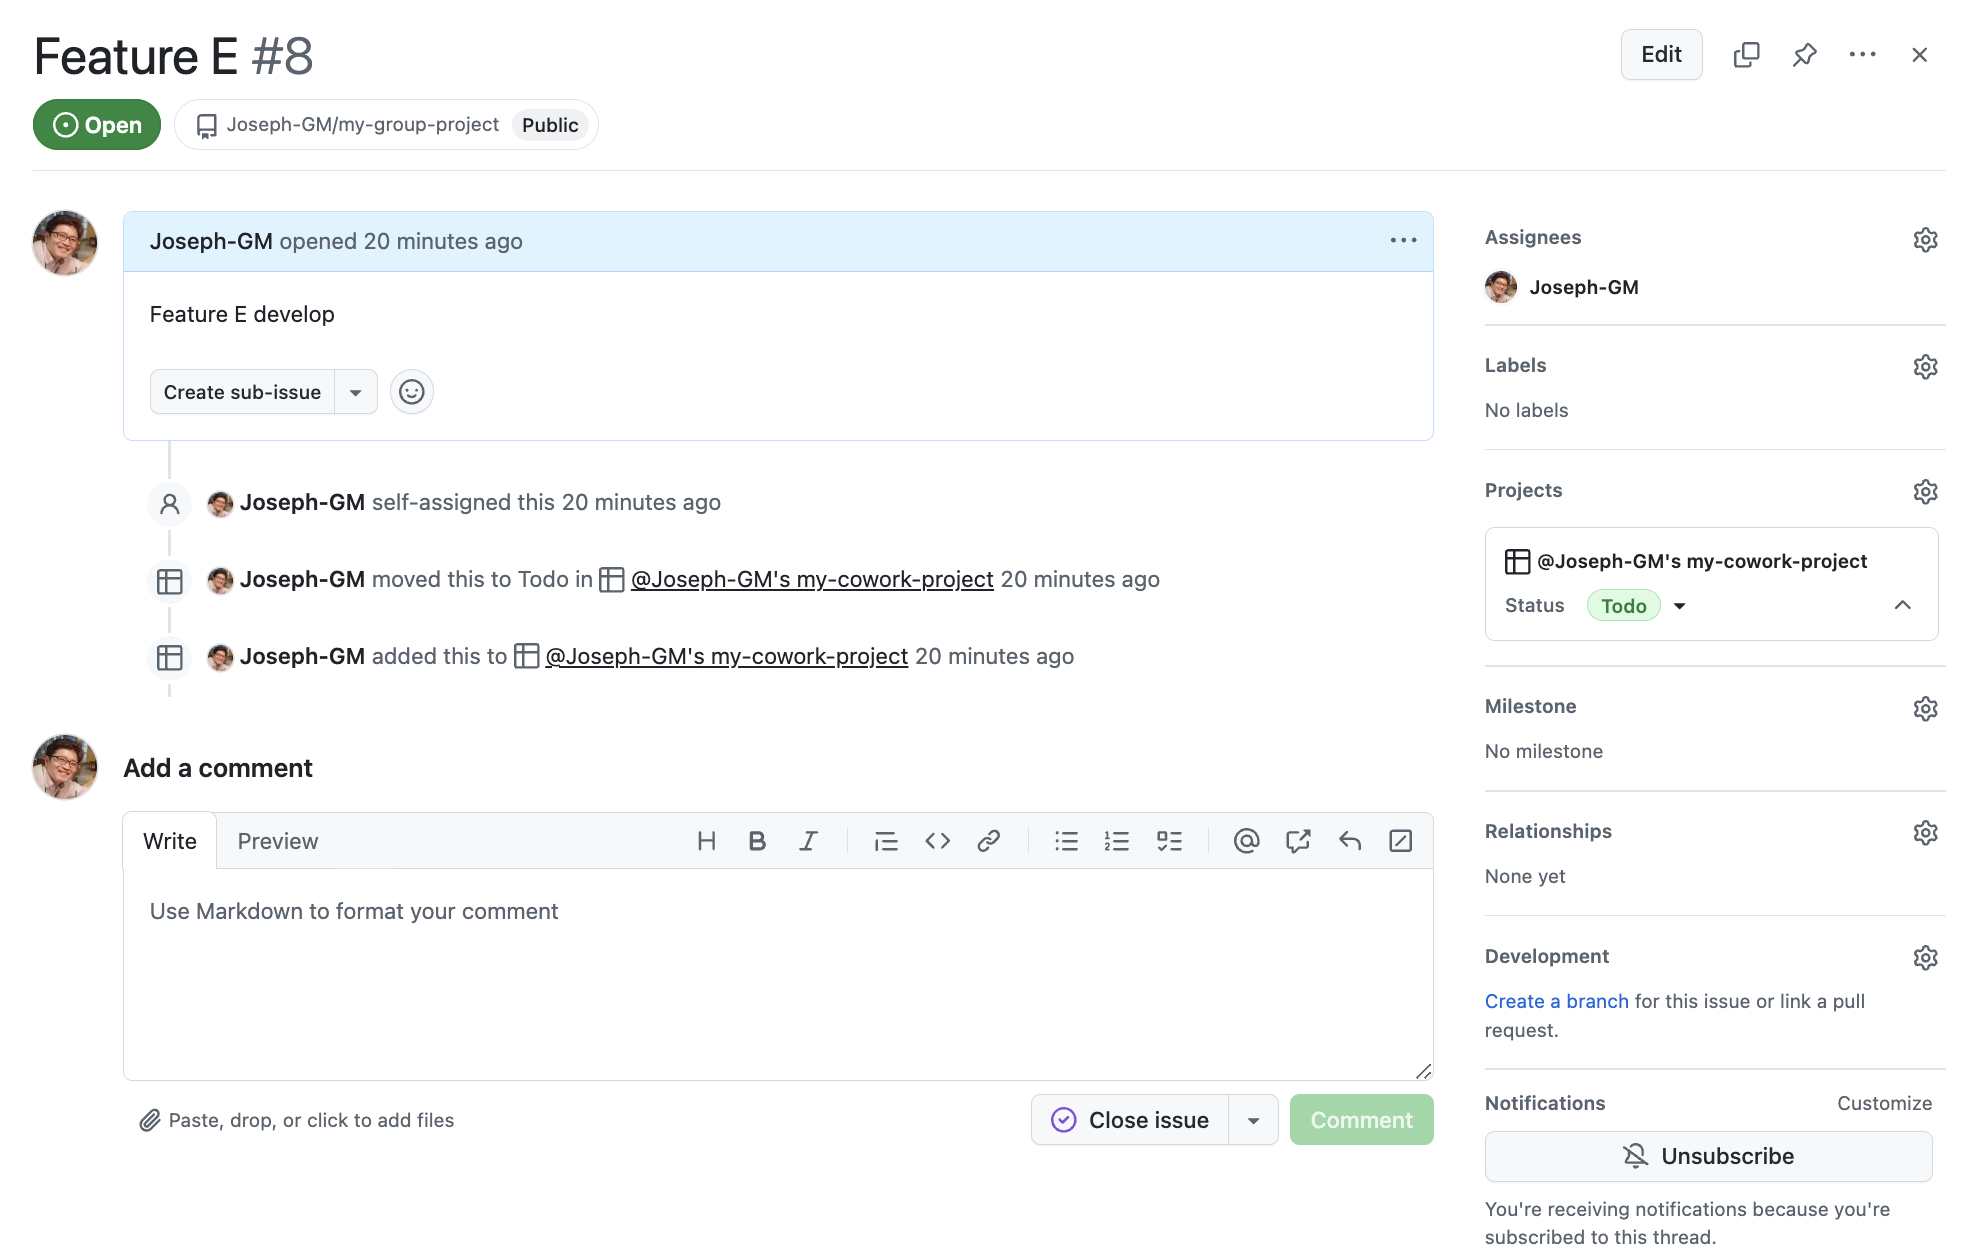 Feature E #8
Edit
Open
Joseph-GM/my-group-project Public
Joseph-GM opened 20 minutes ago
Feature E develop
Create sub-issue
Joseph-GM self-assigned this 20 minutes ago
Joseph-GM moved this to Todo in @Joseph-GM's my-cowork-project 20 minutes ago
Joseph-GM added this to @Joseph-GM's my-cowork-project 20 minutes ago
Add a comment
Write Preview
Use Markdown to format your comment
Paste, drop, or click to add files
Close issue
Comment
Assignees
Joseph-GM
Labels
No labels
Projects
@Joseph-GM's my-cowork-project
Status Todo
Milestone
No milestone
Relationships
None yet
Development
Create a branch for this issue or link a pull
request.
Notifications Customize
Unsubscribe
You're receiving notifications because you're
subscribed to this thread.